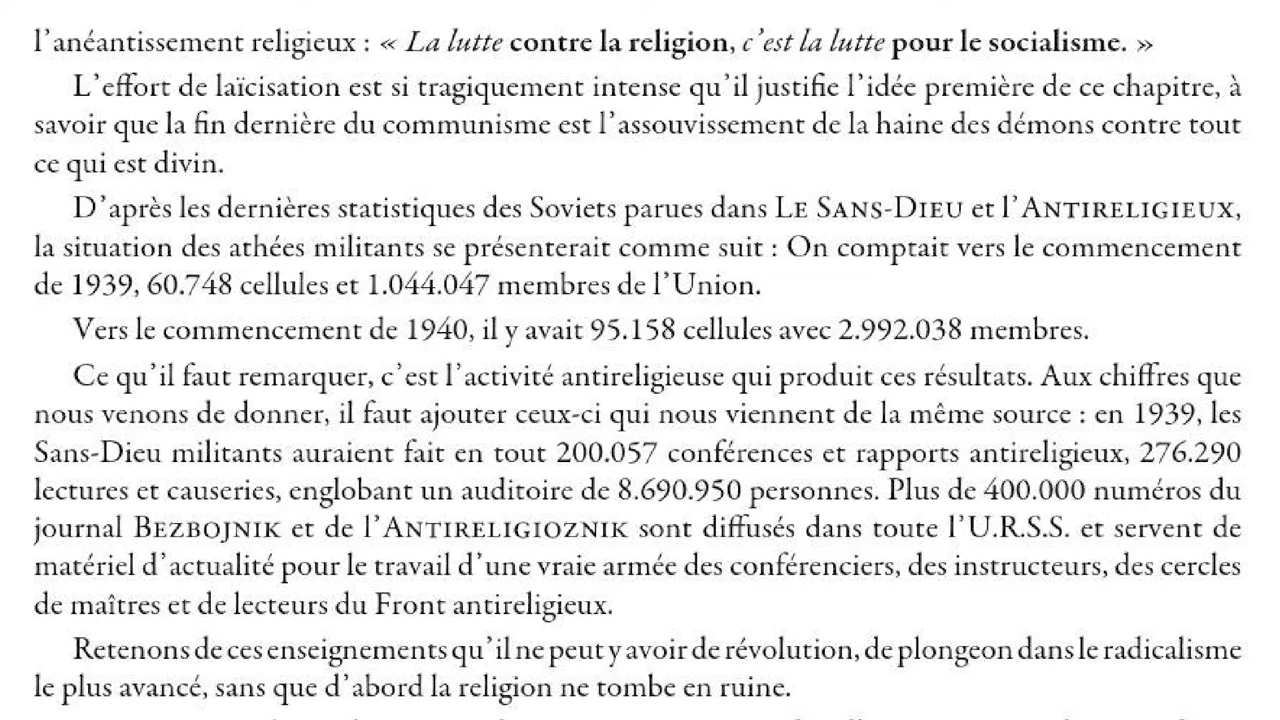 l’anéantissement religieux : « La lutte contre la religion, c’est la lutte pour le socialisme. »
L’effort de laïcisation est si tragiquement intense qu’il justifie l’idée première de ce chapitre, à
savoir que la fin dernière du communisme est l’assouvissement de la haine des démons contre tout
ce qui est divin.
D’après les dernières statistiques des Soviets parues dans LE SANS-DIEU et l’ANTIRELIGIEUX,
la situation des athées militants se présenterait comme suit : On comptait vers le commencement
de 1939, 60.748 cellules et 1.044.047 membres de l’Union.
Vers le commencement de 1940, il y avait 95.158 cellules avec 2.992.038 membres.
Ce qu’il faut remarquer, c’est l’activité antireligieuse qui produit ces résultats. Aux chiffres que
nous venons de donner, il faut ajouter ceux-ci qui nous viennent de la même source : en 1939, les
Sans-Dieu militants auraient fait en tout 200.057 conférences et rapports antireligieux, 276.290
lectures et causeries, englobant un auditoire de 8.690.950 personnes. Plus de 400.000 numéros du
journal BEZBOJNIK et de l’ANTIRELIGIOZNIK sont diffusés dans toute l’U.R.S.S. et servent de
matériel d’actualité pour le travail d’une vraie armée des conférenciers, des instructeurs, des cercles
de maîtres et de lecteurs du Front antireligieux.
Retenons de ces enseignements qu’il ne peut y avoir de révolution, de plongeon dans le radicalisme
le plus avancé, sans que d’abord la religion ne tombe en ruine.